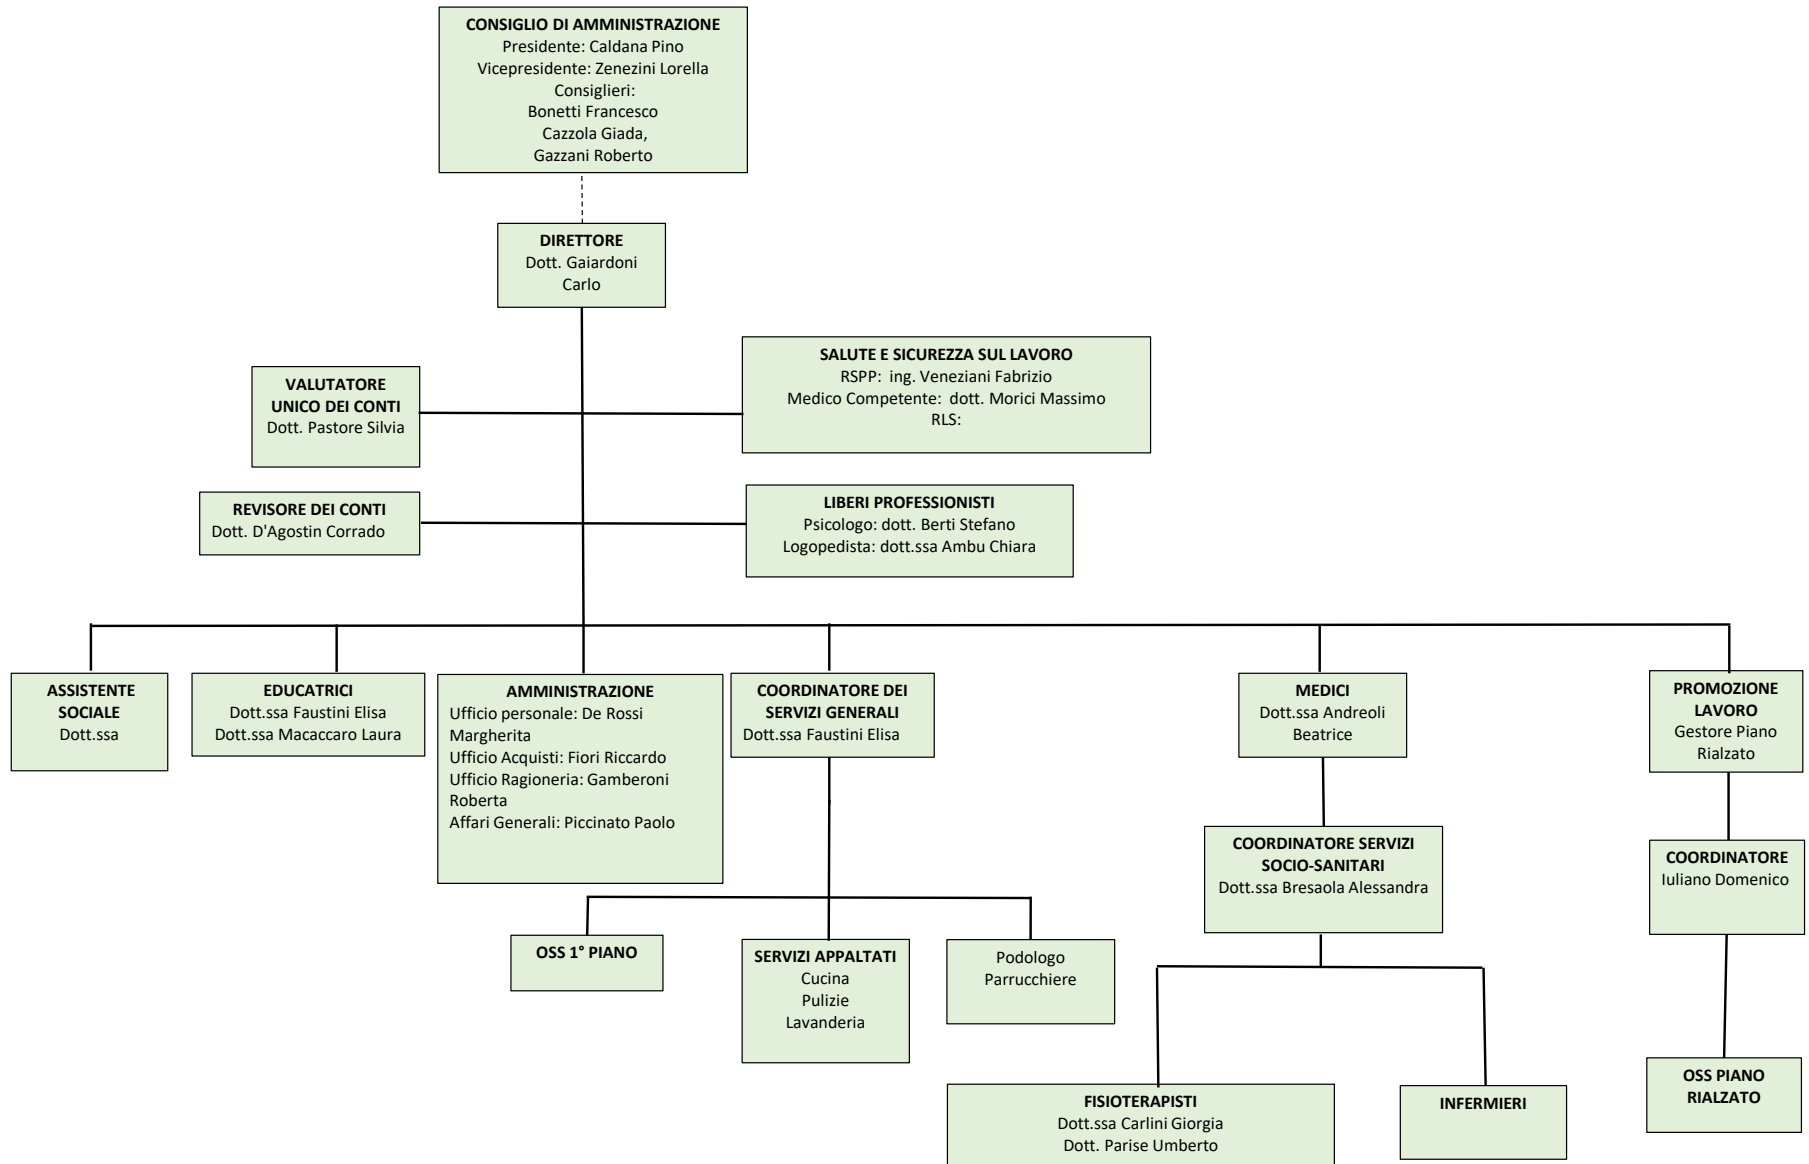 CONSIGLIO DI AMMINISTRAZIONE
Presidente: Caldana Pino
Vicepresidente: Zenezini Lorella
Consiglieri:
Bonetti Francesco
Cazzola Giada,
Gazzani Roberto
DIRETTORE
Dott. Gaiardoni
Carlo
VALUTATORE
UNICO DEI CONTI
Dott. Pastore Silvia
SALUTE E SICUREZZA SUL LAVORO
RSPP: ing. Veneziani Fabrizio
Medico Competente: dott. Morici Massimo
RLS:
REVISORE DEI CONTI
Dott. D'Agostin Corrado
LIBERI PROFESSIONISTI
Psicologo: dott. Berti Stefano
Logopedista: dott.ssa Ambu Chiara
ASSISTENTE
SOCIALE
Dott.ssa
EDUCATRICI
Dott.ssa Faustini Elisa
Dott.ssa Macaccaro Laura
AMMINISTRAZIONE
Ufficio personale: De Rossi
Margherita
Ufficio Acquisti: Fiori Riccardo
Ufficio Ragioneria: Gamberoni
Roberta
Affari Generali: Piccinato Paolo
COORDINATORE DEI
SERVIZI GENERALI
Dott.ssa Faustini Elisa
MEDICI
Dott.ssa Andreoli
Beatrice
PROMOZIONE
LAVORO
Gestore Piano
Rialzato
COORDINATORE SERVIZI
SOCIO-SANITARI
Dott.ssa Bresaola Alessandra
COORDINATORE
Iuliano Domenico
OSS 1° PIANO
SERVIZI APPALTATI
Cucina
Pulizie
Lavanderia
Podologo
Parrucchiere
FISIOTERAPISTI
Dott.ssa Carlini Giorgia
Dott. Parise Umberto
INFERMIERI
OSS PIANO
RIALZATO